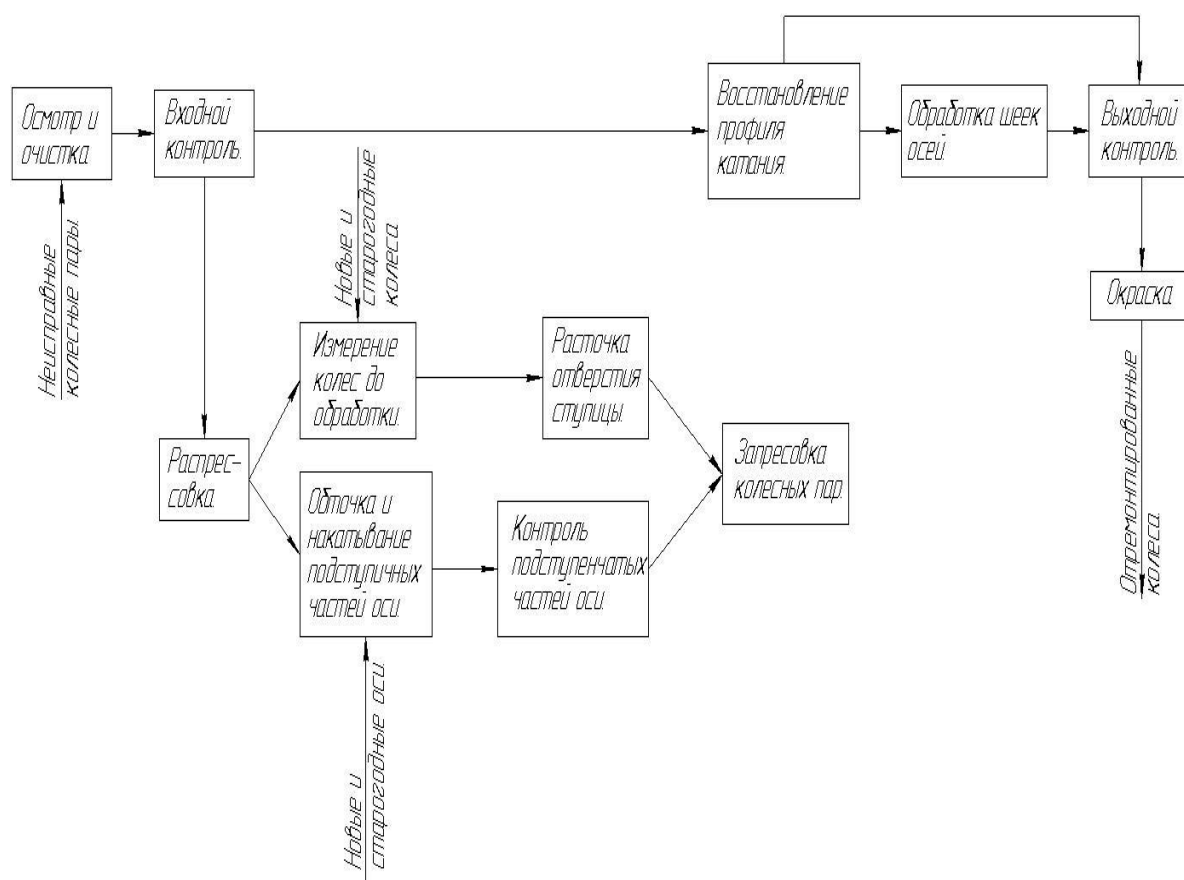 Осмотр и
очистка.
Неисправные
колесные пары.
Входной
контроль.
Новые и
старогодные
колеса.
Распрес-
совка.
Измерение
колес до
обработки.
Обточка и
накатывание
подступичных
частей оси.
Новые и
старогодные оси.
Расточка
отверстия
ступицы.
Контроль
подступенчатых
частей оси.
Запресовка
колесных пар.
Восстановление
профиля
катания.
Обработка шеек
осей.
Выходной
контроль.
Окраска
Отремонтированные
колеса.